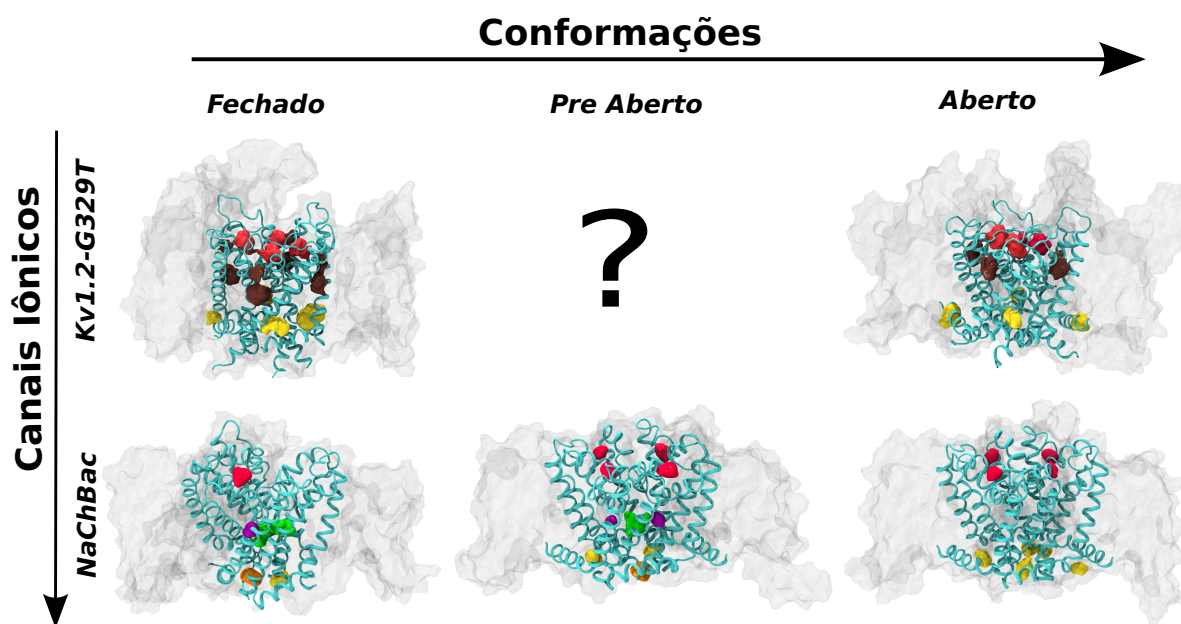 Conformações
Fechado
Pre Aberto
Aberto
Canais Iônicos
Kv1.2-G329T
?
NaChBac